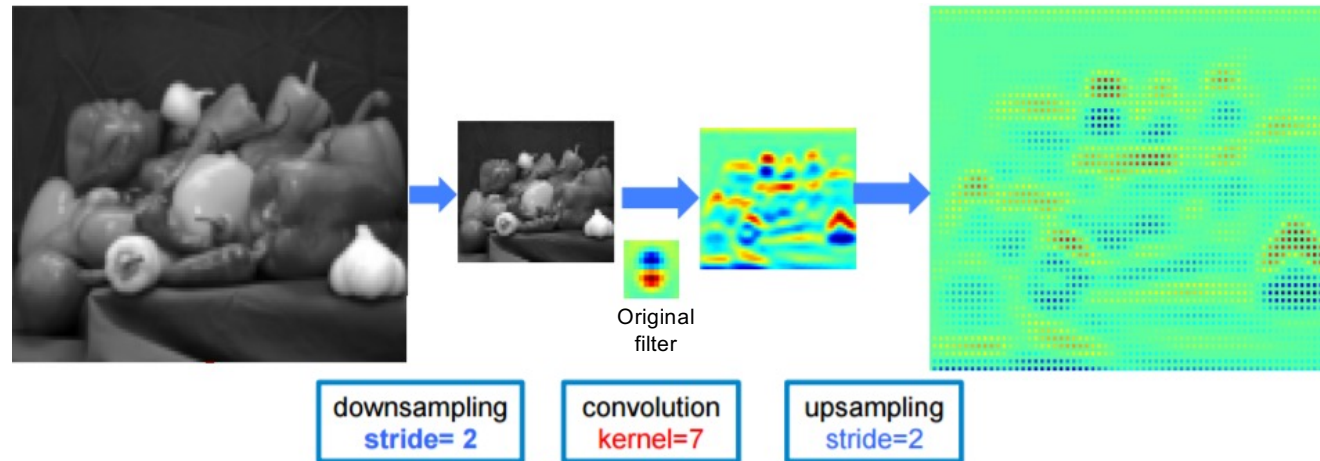 Original
filter
downsampling
stride= 2
convolution
kernel=7
upsampling
stride=2